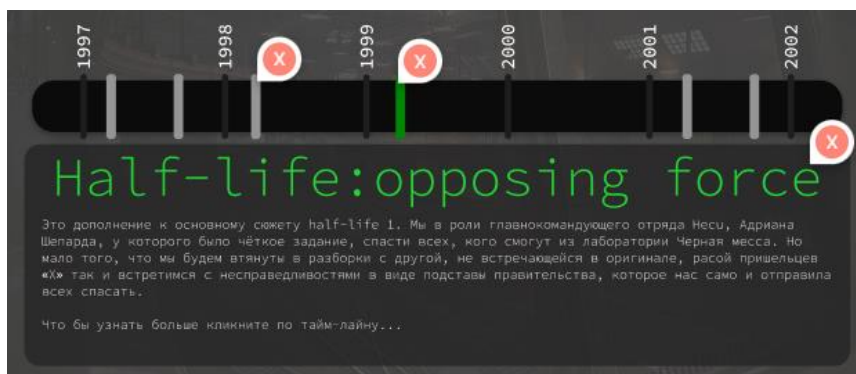 1997 1998 1999 2000 2001 2002
X X
X
Half-life:opposing force
Это дополнение к основному сюжету half-life 1. Мы в роли главнокомандующего отряда Hecu, Адриана
Шепарда, у которого было чёткое задание, спасти всех, кого смогут из лаборатории Черная месса. Но
мало того, что мы будем втянуты в разборки с другой, не встречающейся в оригинале, расой пришельцев
«X» так и встретимся с несправедливостями в виде подставы правительства, которое нас само и отправила
всех спасать.
Что бы узнать больше кликните по тайм-лайну...